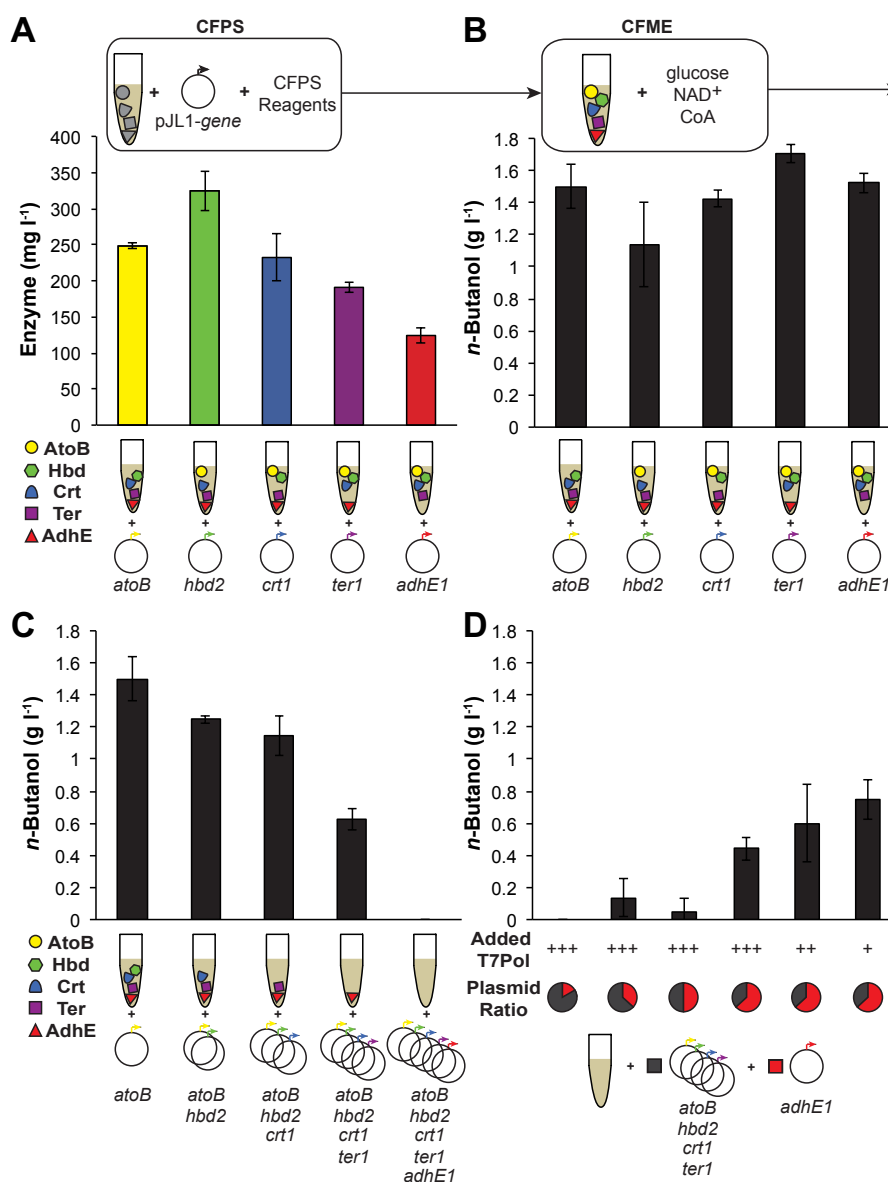 A
CFPS
+
+
pJL1-gene
CFPS
Reagents
Enzyme (mg l-1)
400
350
300
250
200
150
100
50
0
AtoB
Hbd
Crt
Ter
AdhE
+ + + + +
atoB hbd2 crt1 ter1 adhE1
B
CFME
+
glucose
NAD+
CoA
n-Butanol (g l-1)
1.8
1.6
1.4
1.2
1
0.8
0.6
0.4
0.2
0
+ + + + +
atoB hbd2 crt1 ter1 adhE1
C
n-Butanol (g l-1)
1.8
1.6
1.4
1.2
1
0.8
0.6
0.4
0.2
0
AtoB
Hbd
Crt
Ter
AdhE
+ + + + +
atoB atoB atoB atoB atoB
hbd2 hbd2 hbd2 hbd2
crt1 crt1 crt1
ter1 ter1
adhE1
D
n-Butanol (g l-1)
1.8
1.6
1.4
1.2
1
0.8
0.6
0.4
0.2
0
Added
T7Pol
+++ +++ +++ +++ ++ +
Plasmid
Ratio
+ +
atoB
hbd2
crt1
ter1
adhE1